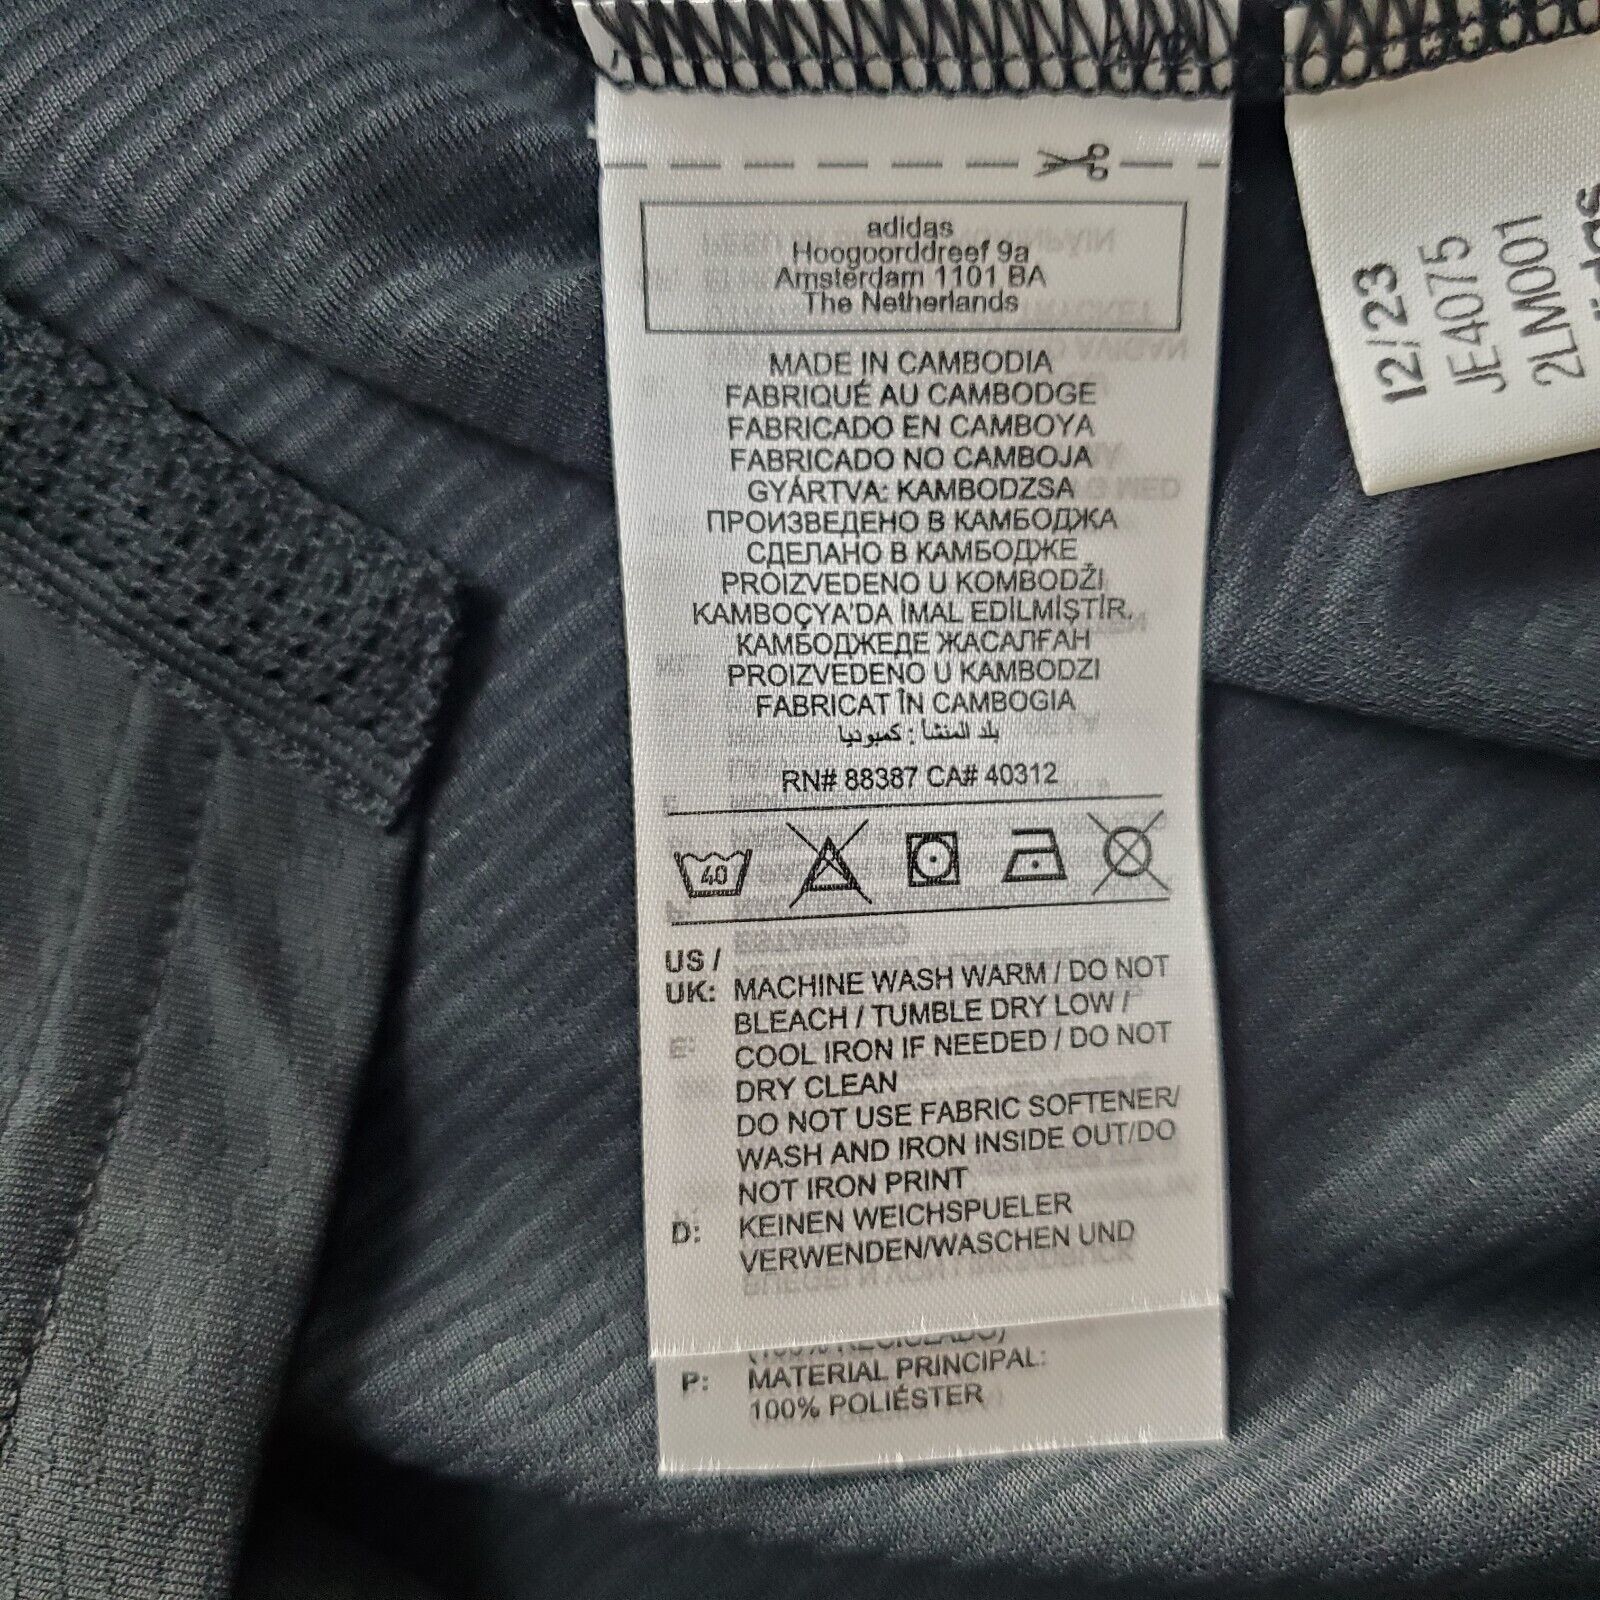 adidas
Hoogoorddreef 9a
Amsterdam 1101 BA
The Netherlands
MADE IN CAMBODIA
FABRIQUÉ AU CAMBODGE
FABRICADO EN CAMBOYA
FABRICADO NO CAMBOJA
GYÁRTVA: KAMBODZSA
ПРОИЗВЕДЕНО В КАМБОДЖА
СДЕЛАНО В КАМБОДЖЕ
PROIZVEDENO U KOMBODŽI
KAMBOÇYA'DA İMAL EDİLMİŞTİR.
КАМБОДЖЕДЕ ЖАСАЛҒАН
PROIZVEDENO U KAMBODZI
FABRICAT ÎN CAMBOGIA
بلد المنشأ : كمبوديا
RN# 88387 CA# 40312
40
US /
UK: MACHINE WASH WARM / DO NOT
BLEACH / TUMBLE DRY LOW /
COOL IRON IF NEEDED / DO NOT
DRY CLEAN
DO NOT USE FABRIC SOFTENER/
WASH AND IRON INSIDE OUT/DO
NOT IRON PRINT
D: KEINEN WEICHSPUELER
VERWENDEN/WASCHEN UND
P: MATERIAL PRINCIPAL:
100% POLIÉSTER
12/23
JE4075
2LM001